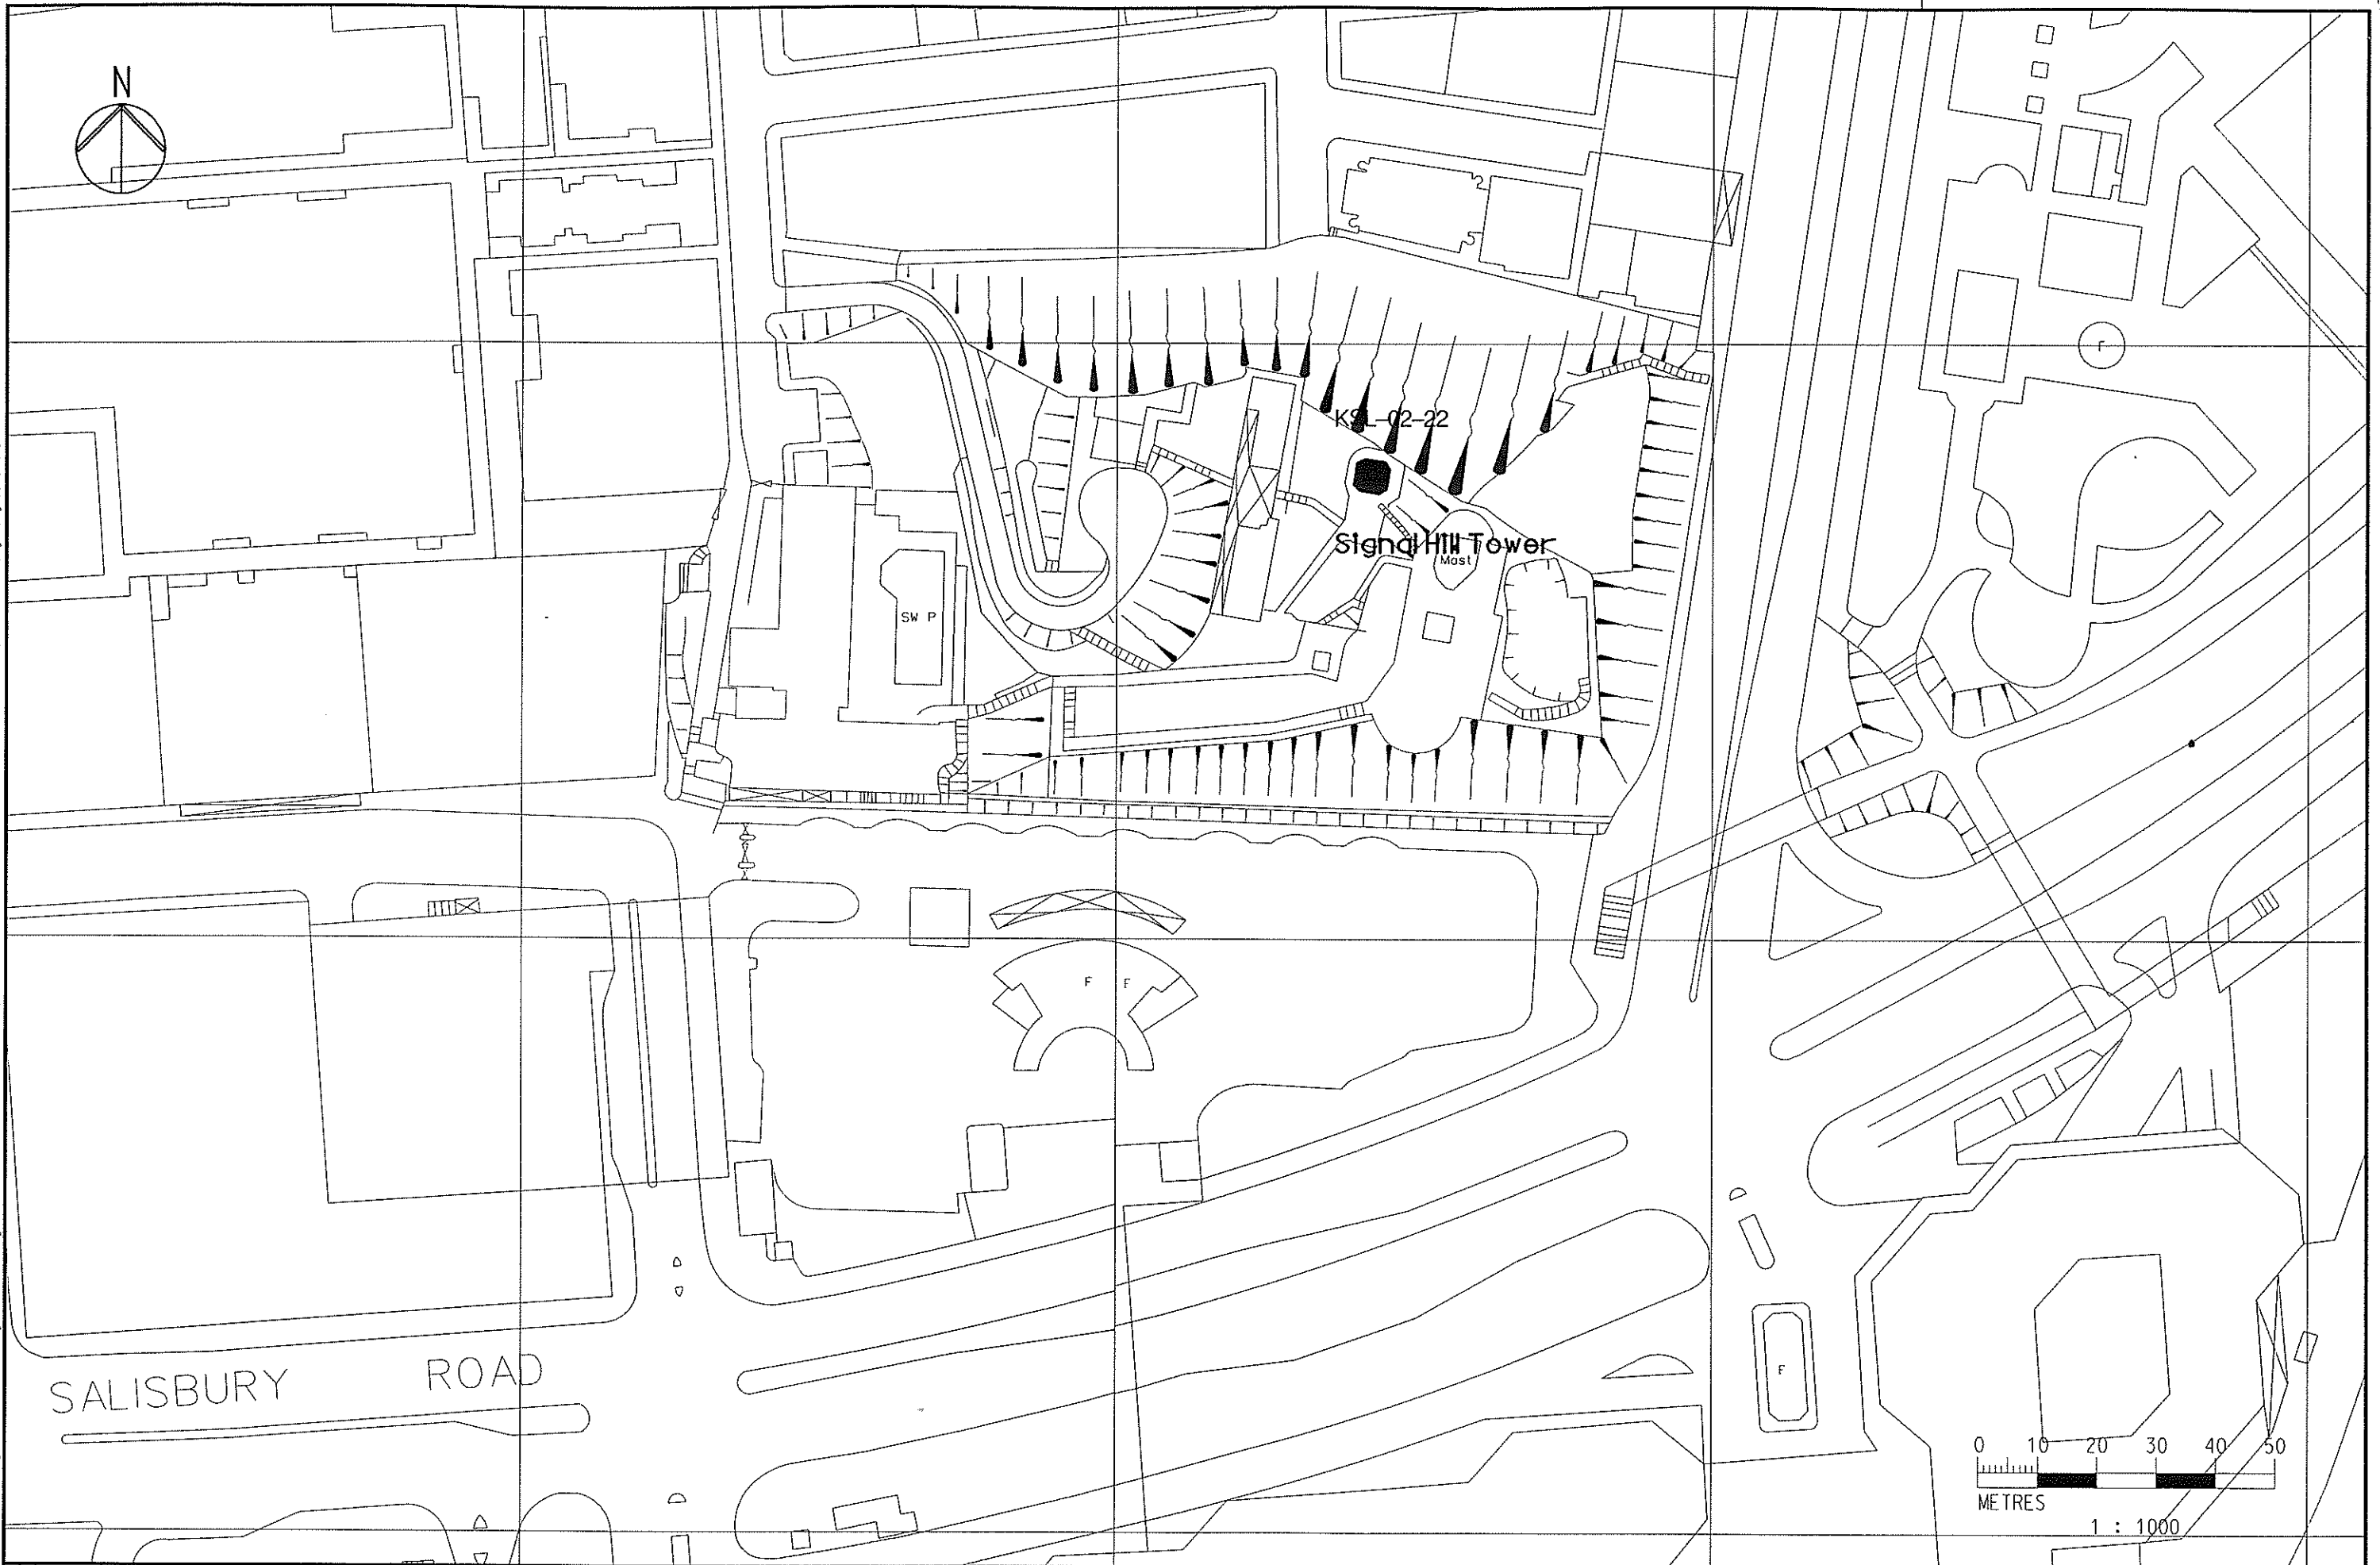 N
F
KSL-02-22
Signal Hill Tower
Mast
SW P
F F
SALISBURY ROAD
F
0 10 20 30 40 50
METRES
1 : 1000